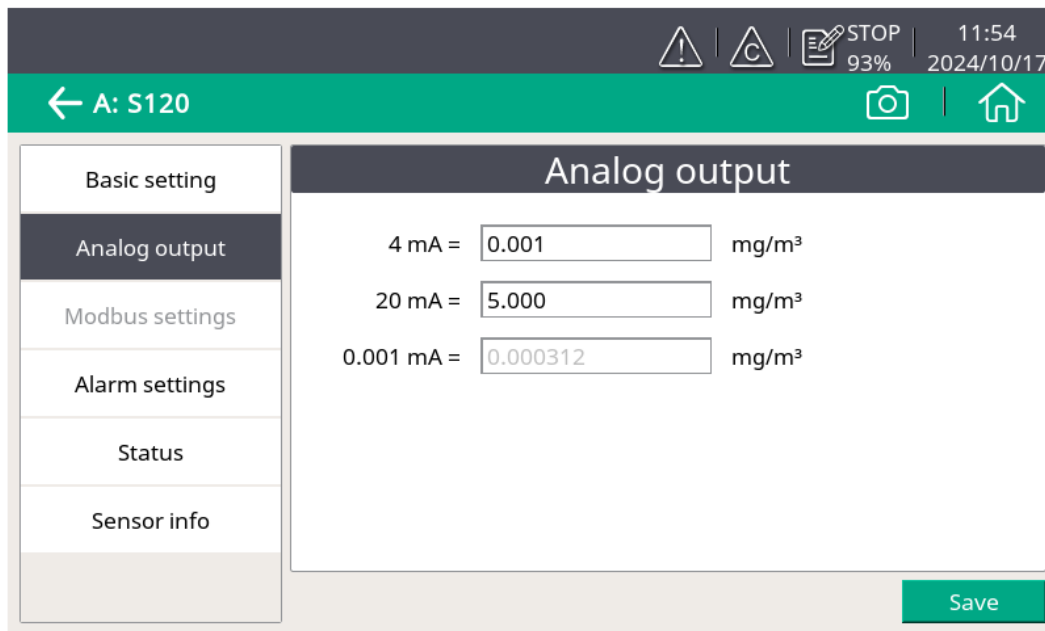 STOP 11:54
93% 2024/10/17
A: S120
Basic setting
Analog output
Modbus settings
Alarm settings
Status
Sensor info
Analog output
4 mA = 0.001 mg/m³
20 mA = 5.000 mg/m³
0.001 mA = 0.000312 mg/m³
Save